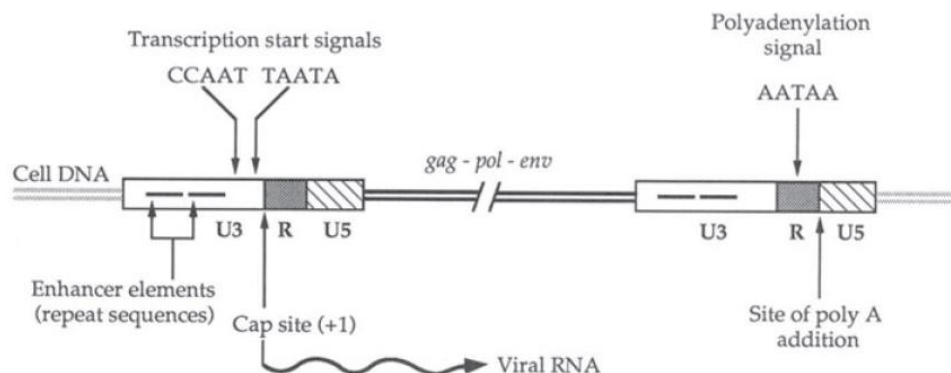 Transcription start signals
CCAAT TAATA
Polyadenylation
signal
AATAA
Cell DNA
gag - pol - env
U3 R U5
U3 R U5
Enhancer elements
(repeat sequences)
Cap site (+1)
Site of poly A
addition
Viral RNA